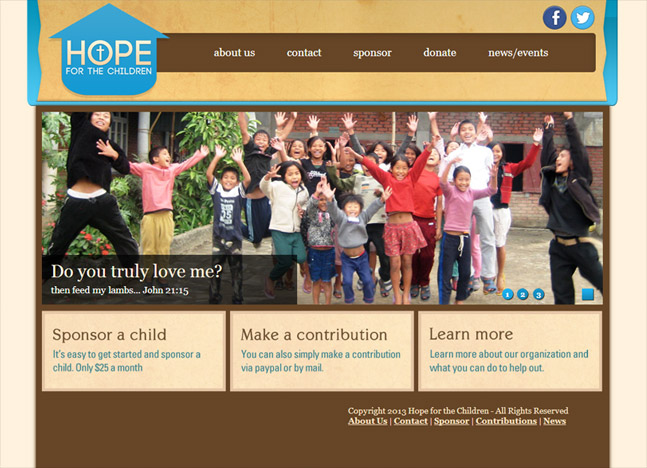 HOPE
FOR THE CHILDREN
about us contact sponsor donate news/events
Do you truly love me?
then feed my lambs... John 21:15
1 2 3
Sponsor a child
It's easy to get started and sponsor a
child. Only $25 a month
Make a contribution
You can also simply make a contribution
via paypal or by mail.
Learn more
Learn more about our organization and
what you can do to help out.
Copyright 2013 Hope for the Children - All Rights Reserved
About Us | Contact | Sponsor | Contributions | News